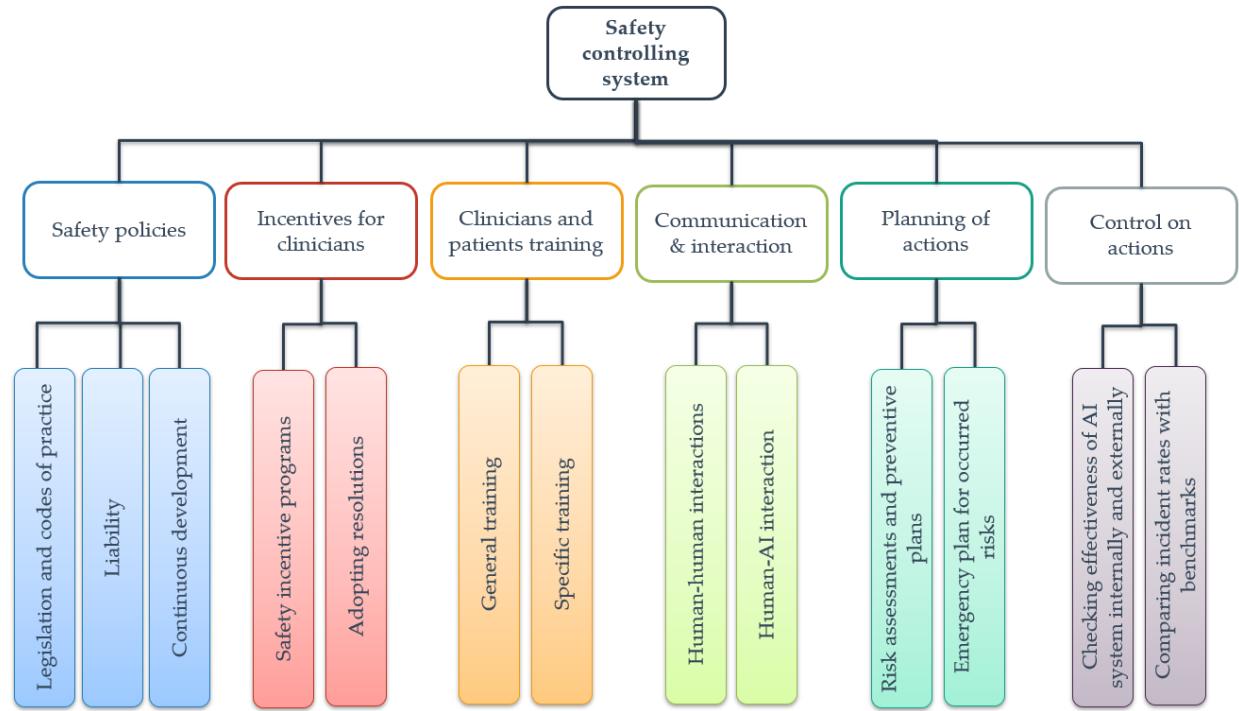 Safety
controlling
system
Safety policies
Incentives for
clinicians
Clinicians and
patients training
Communication
& interaction
Planning of
actions
Control on
actions
Legislation and codes of practice
Liability
Continuous development
Safety incentive programs
Adopting resolutions
General training
Specific training
Human-human interactions
Human-AI interaction
Risk assessments and preventive
plans
Emergency plan for occurred
risks
Checking effectiveness of AI
system internally and externally
Comparing incident rates with
benchmarks